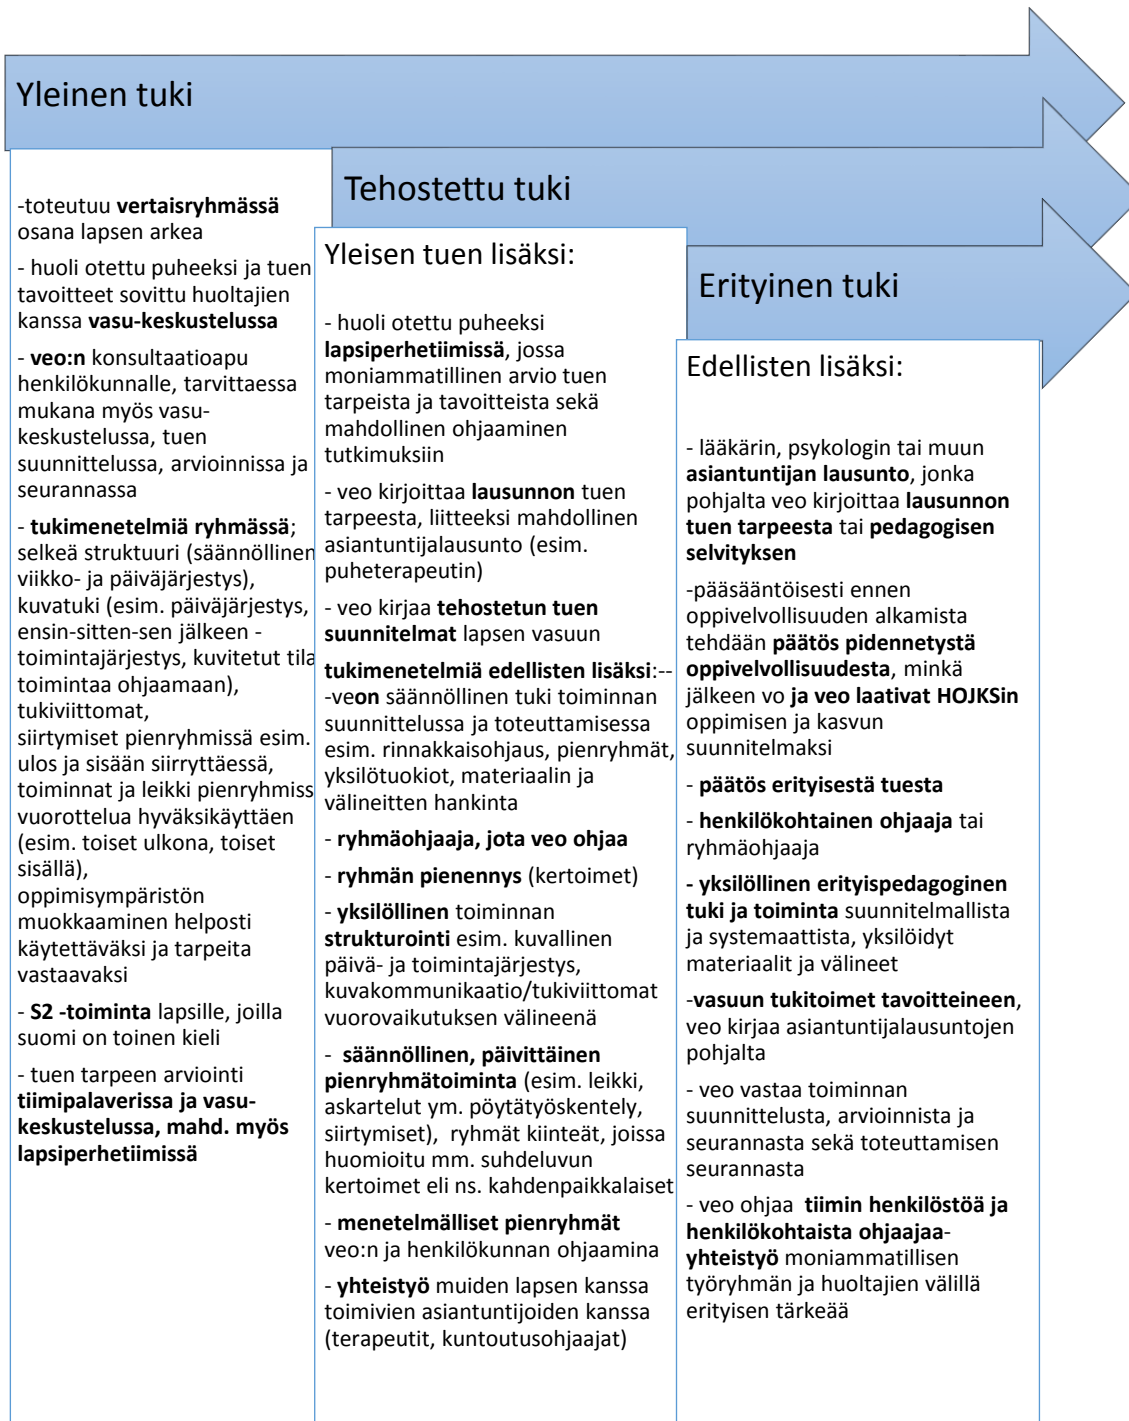 Yleinen tuki
-toteutuu vertaisryhmässä
osana lapsen arkea
- huoli otettu puheeksi ja tuen
tavoitteet sovittu huoltajien
kanssa vasu-keskustelussa
- veo:n konsultaatioapu
henkilökunnalle, tarvittaessa
mukana myös vasu-
keskustelussa, tuen
suunnittelussa, arvioinnissa ja
seurannassa
- tukimenetelmiä ryhmässä;
selkeä struktuuri (säännöllinen
viikko- ja päiväjärjestys),
kuvatuki (esim. päiväjärjestys,
ensin-sitten-sen jälkeen -
toimintajärjestys, kuvitetut tila
toimintaa ohjaamaan),
tukiviittomat,
siirtymiset pienryhmissä esim.
ulos ja sisään siirryttäessä,
toiminnat ja leikki pienryhmiss
vuorottelua hyväksikäyttäen
(esim. toiset ulkona, toiset
sisällä),
oppimisympäristön
muokkaaminen helposti
käytettäväksi ja tarpeita
vastaavaksi
- S2 -toiminta lapsille, joilla
suomi on toinen kieli
- tuen tarpeen arviointi
tiimipalaverissa ja vasu-
keskustelussa, mahd. myös
lapsiperhetiimissä
Tehostettu tuki
Yleisen tuen lisäksi:
- huoli otettu puheeksi
lapsiperhetiimissä, jossa
moniammatillinen arvio tuen
tarpeista ja tavoitteista sekä
mahdollinen ohjaaminen
tutkimuksiin
- veo kirjoittaa lausunnon tuen
tarpeesta, liitteeksi mahdollinen
asiantuntijalausunto (esim.
puheterapeutin)
- veo kirjaa tehostetun tuen
suunnitelmat lapsen vasuun
tukimenetelmiä edellisten lisäksi:--
-veon säännöllinen tuki toiminnan
suunnittelussa ja toteuttamisessa
esim. rinnakkaisohjaus, pienryhmät,
yksilötuokiot, materiaalin ja
välineitten hankinta
- ryhmäohjaaja, jota veo ohjaa
- ryhmän pienennys (kertoimet)
- yksilöllinen toiminnan
strukturointi esim. kuvallinen
päivä- ja toimintajärjestys,
kuvakommunikaatio/tukiviittomat
vuorovaikutuksen välineenä
- säännöllinen, päivittäinen
pienryhmätoiminta (esim. leikki,
askartelut ym. pöytätyöskentely,
siirtymiset), ryhmät kiinteät, joissa
huomioitu mm. suhdeluvun
kertoimet eli ns. kahdenpaikkalaiset
- menetelmälliset pienryhmät
veo:n ja henkilökunnan ohjaamina
- yhteistyö muiden lapsen kanssa
toimivien asiantuntijoiden kanssa
(terapeutit, kuntoutusohjaajat)
Erityinen tuki
Edellisten lisäksi:
- lääkärin, psykologin tai muun
asiantuntijan lausunto, jonka
pohjalta veo kirjoittaa lausunnon
tuen tarpeesta tai pedagogisen
selvityksen
-pääsääntöisesti ennen
oppivelvollisuuden alkamista
tehdään päätös pidennetystä
oppivelvollisuudesta, minkä
jälkeen vo ja veo laativat HOJKSin
oppimisen ja kasvun
suunnitelmaksi
- päätös erityisestä tuesta
- henkilökohtainen ohjaaja tai
ryhmäohjaaja
- yksilöllinen erityispedagoginen
tuki ja toiminta suunnitelmallista
ja systemaattista, yksilöidyt
materiaalit ja välineet
-vasuun tukitoimet tavoitteineen,
veo kirjaa asiantuntijalausuntojen
pohjalta
- veo vastaa toiminnan
suunnittelusta, arvioinnista ja
seurannasta sekä toteuttamisen
seurannasta
- veo ohjaa tiimin henkilöstöä ja
henkilökohtaista ohjaajaa-
yhteistyö moniammatillisen
työryhmän ja huoltajien välillä
erityisen tärkeää